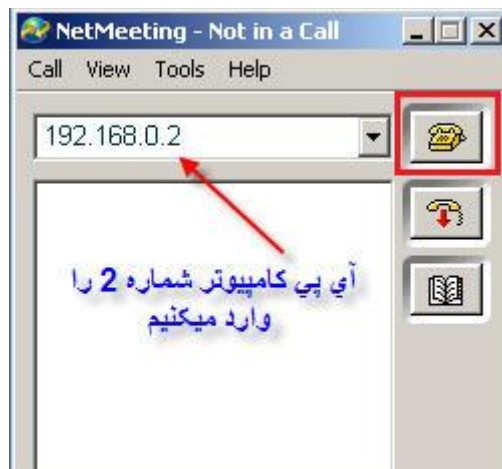 NetMeeting - Not in a Call
Call View Tools Help
192.168.0.2
آي پي كامپيوتر شماره 2 را
وارد ميكنيم